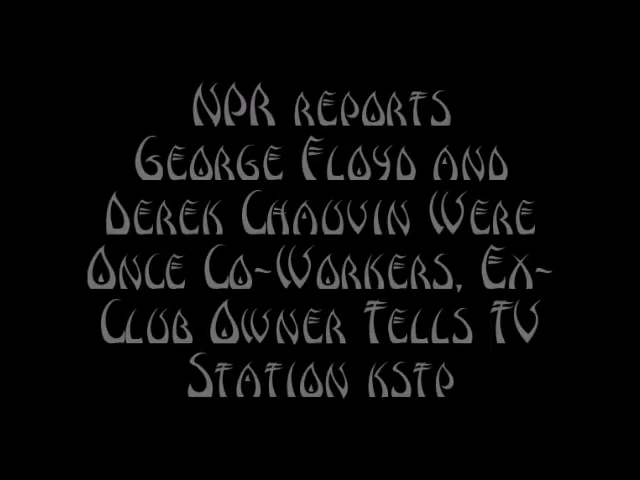 NPR reports
George Floyd and
Derek Chauvin Were
Once Co-Workers, Ex-
Club Owner Tells TV
Station kstp